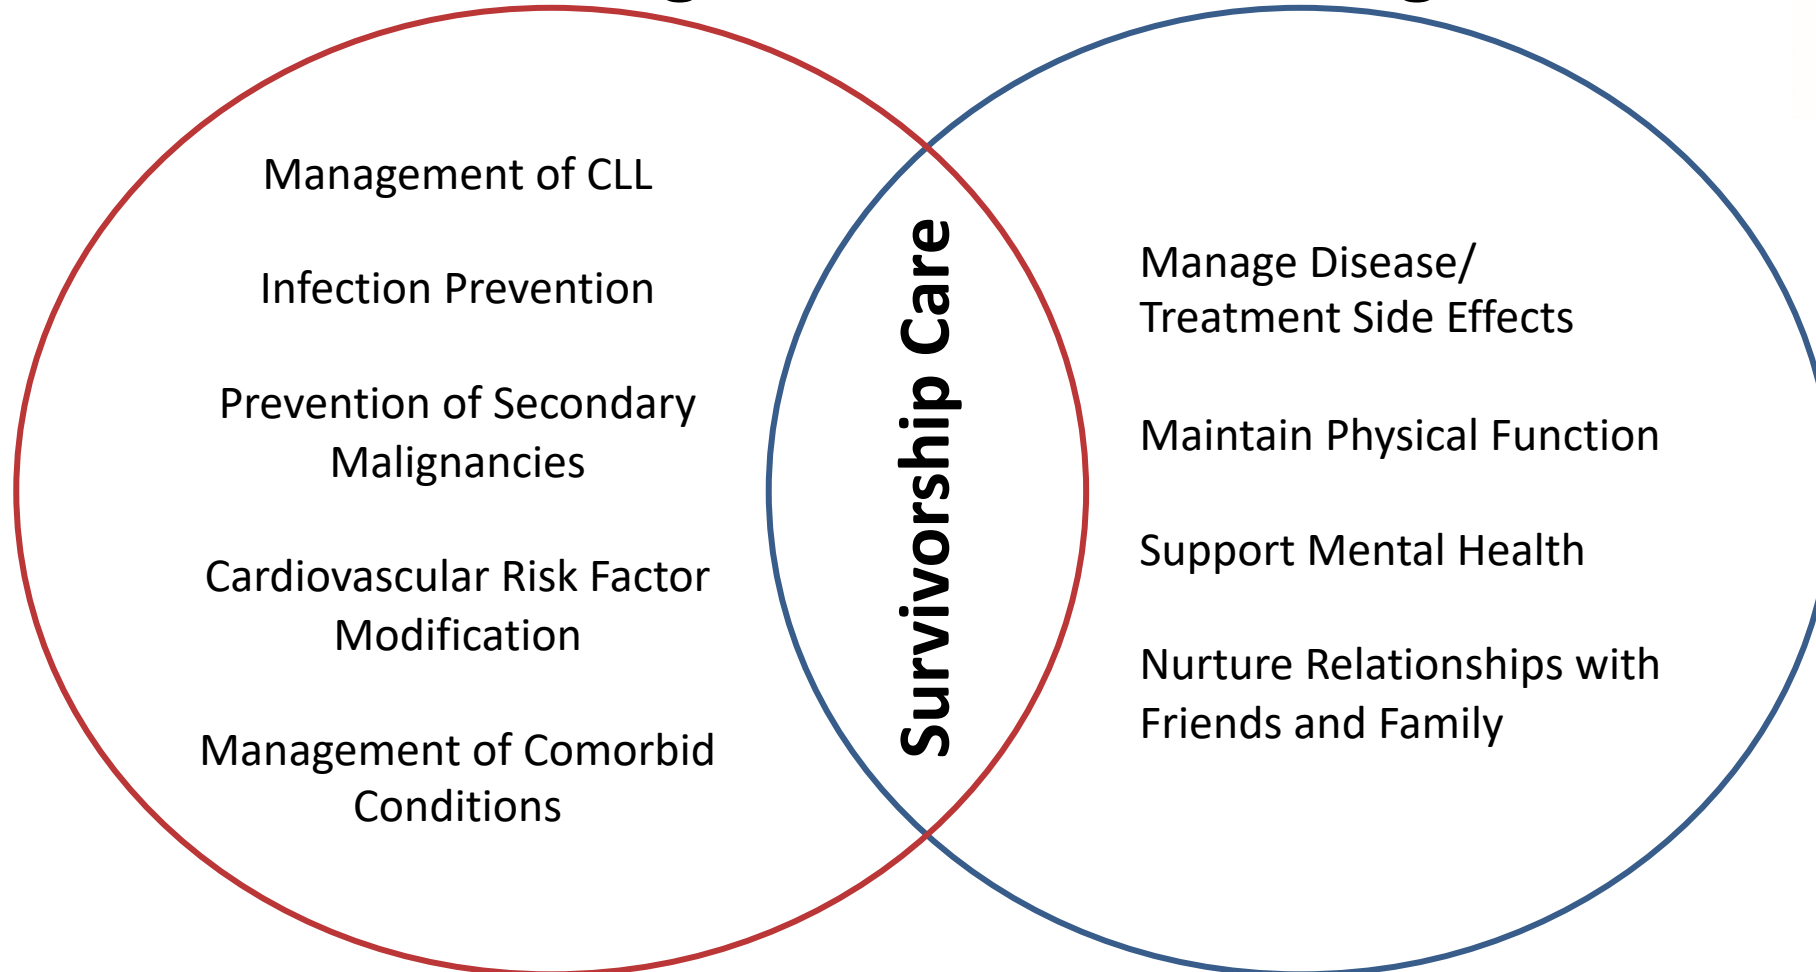 Management of CLL
Infection Prevention
Prevention of Secondary
Malignancies
Cardiovascular Risk Factor
Modification
Management of Comorbid
Conditions
Survivorship Care
Manage Disease/
Treatment Side Effects
Maintain Physical Function
Support Mental Health
Nurture Relationships with
Friends and Family